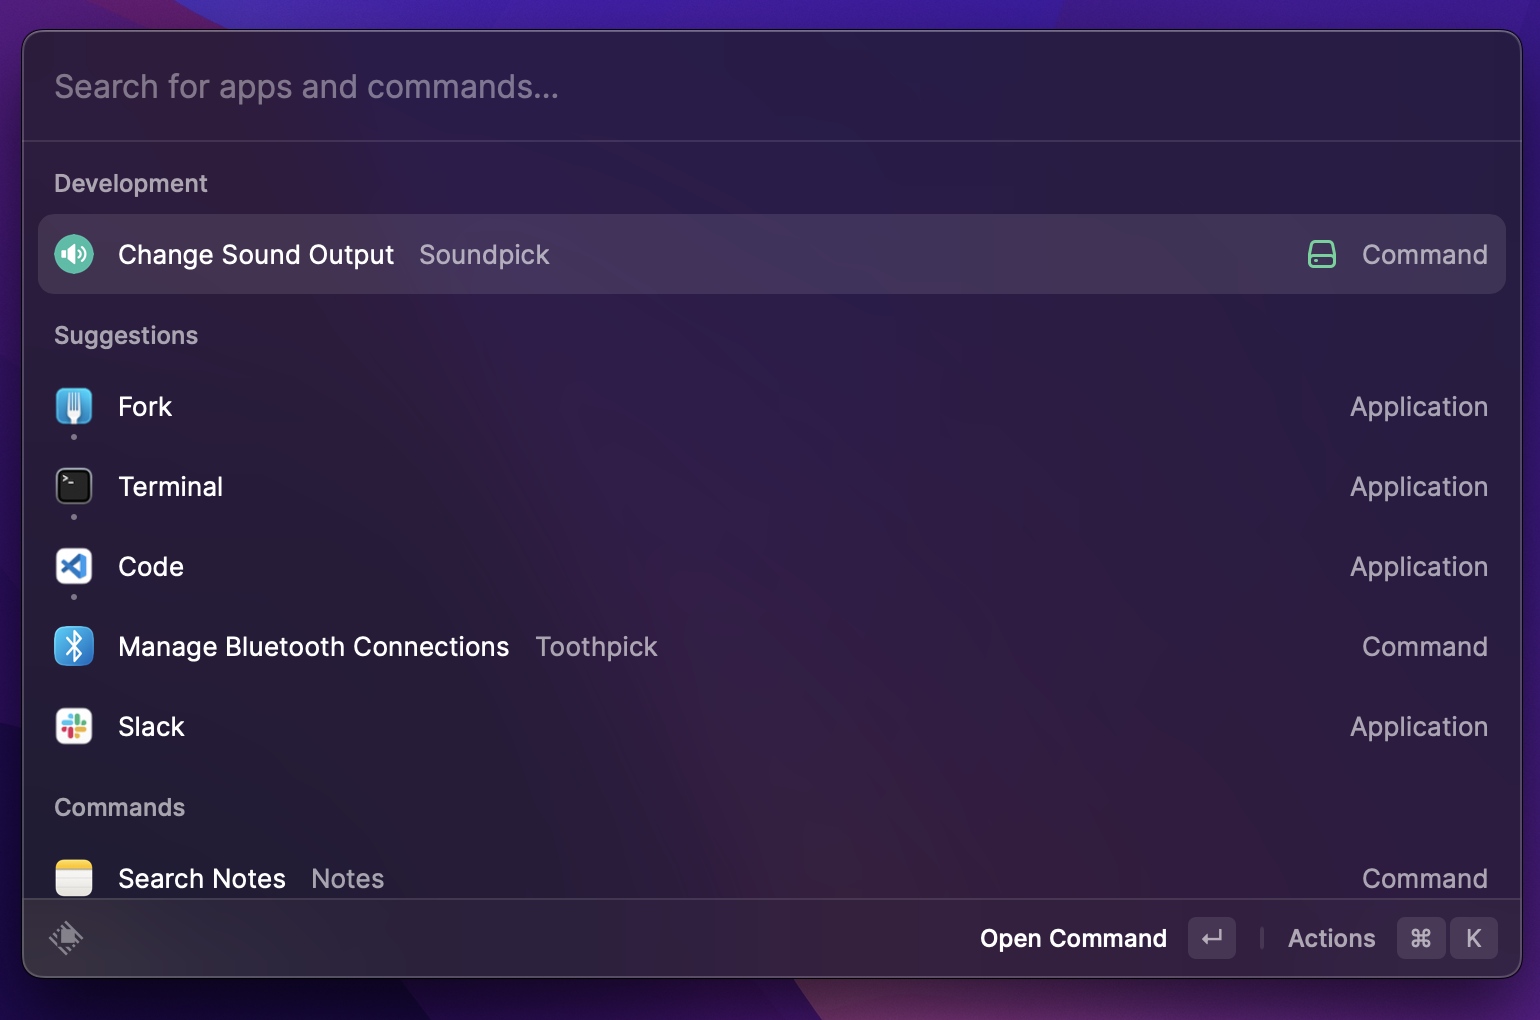 Search for apps and commands...
Development
Change Sound Output Soundpick Command
Suggestions
Fork Application
>_ Terminal Application
Code Application
Manage Bluetooth Connections Toothpick Command
Slack Application
Commands
Search Notes Notes Command
Open Command ↵ | Actions ⌘ K